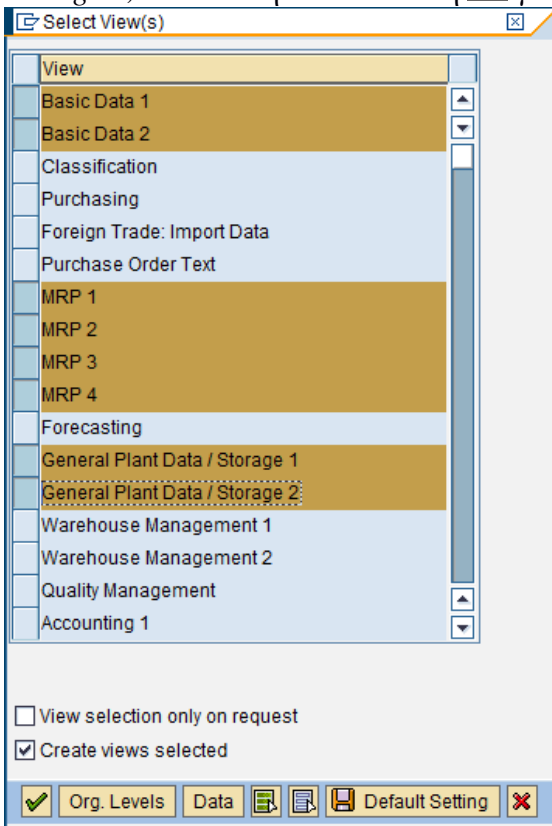 Select View(s)
View
Basic Data 1
Basic Data 2
Classification
Purchasing
Foreign Trade: Import Data
Purchase Order Text
MRP 1
MRP 2
MRP 3
MRP 4
Forecasting
General Plant Data / Storage 1
General Plant Data / Storage 2
Warehouse Management 1
Warehouse Management 2
Quality Management
Accounting 1
View selection only on request
Create views selected
Org. Levels Data Default Setting